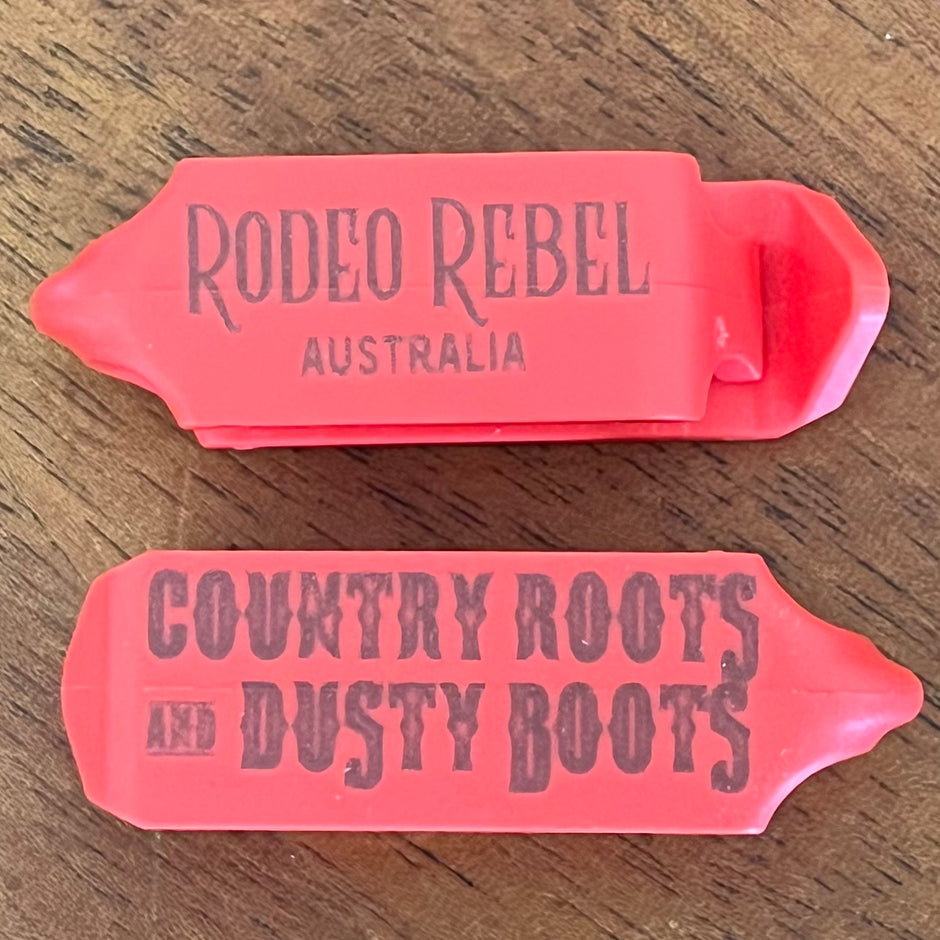 RODEO REBEL
AUSTRALIA
COUNTRY ROOTS
AND DUSTY BOOTS